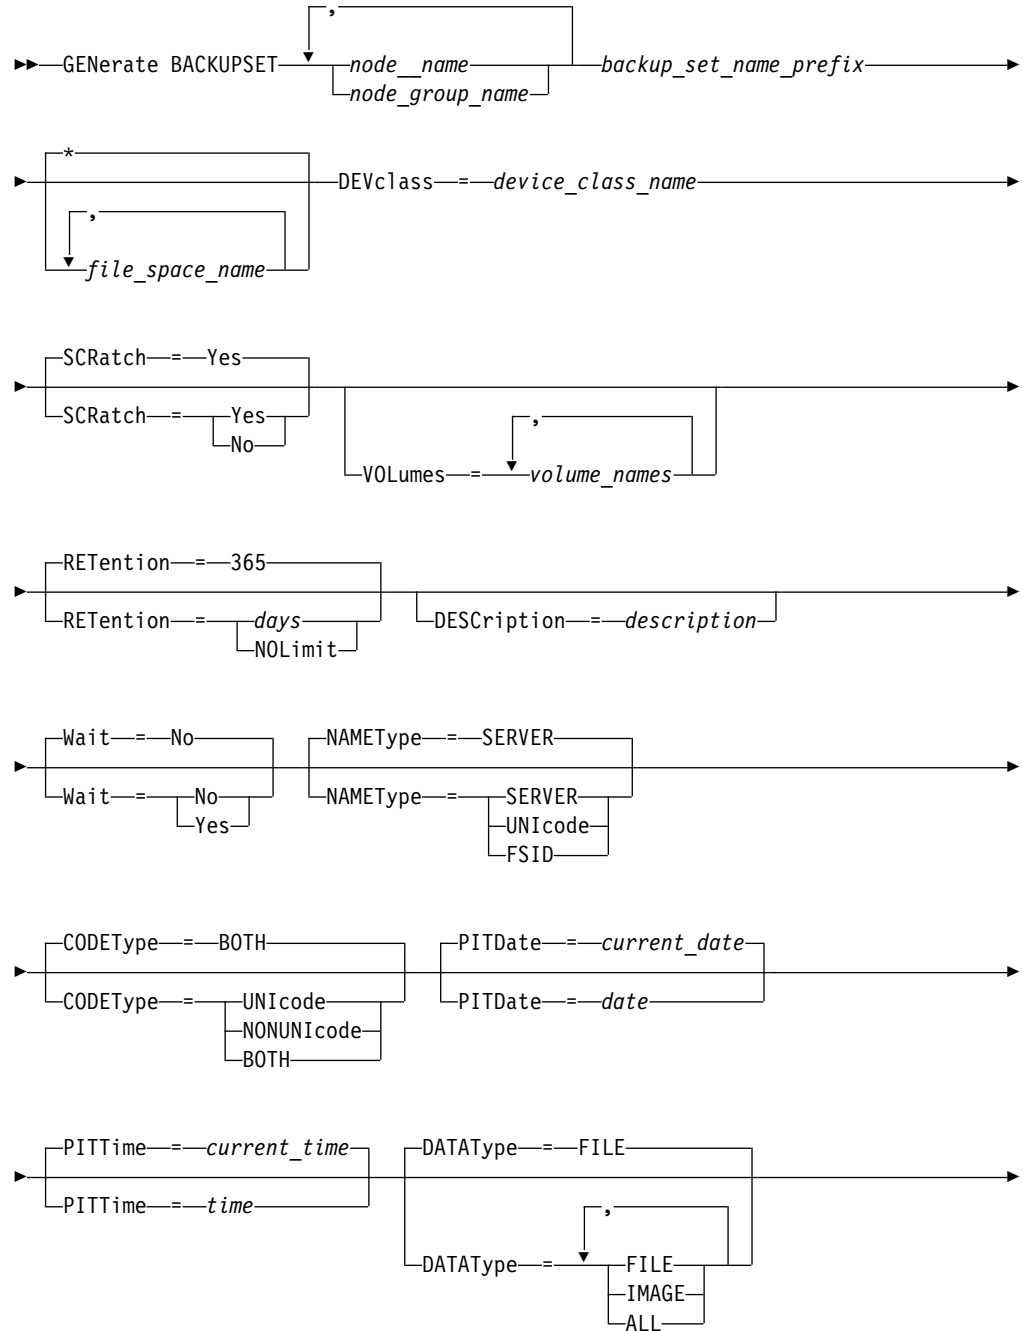 ,
GENerate BACKUPSET node__name backup_set_name_prefix
node_group_name
*
DEVclass = device_class_name
,
file_space_name
SCRatch = Yes
SCRatch = Yes
No
,
VOLumes = volume_names
RETention = 365
RETention = days
NOLimit
DESCription = description
Wait = No
Wait = No
Yes
NAMEType = SERVER
NAMEType = SERVER
UNIcode
FSID
CODEType = BOTH
CODEType = UNIcode
NONUNIcode
BOTH
PITDate = current_date
PITDate = date
PITTime = current_time
PITTime = time
DATAType = FILE
,
DATAType = FILE
IMAGE
ALL